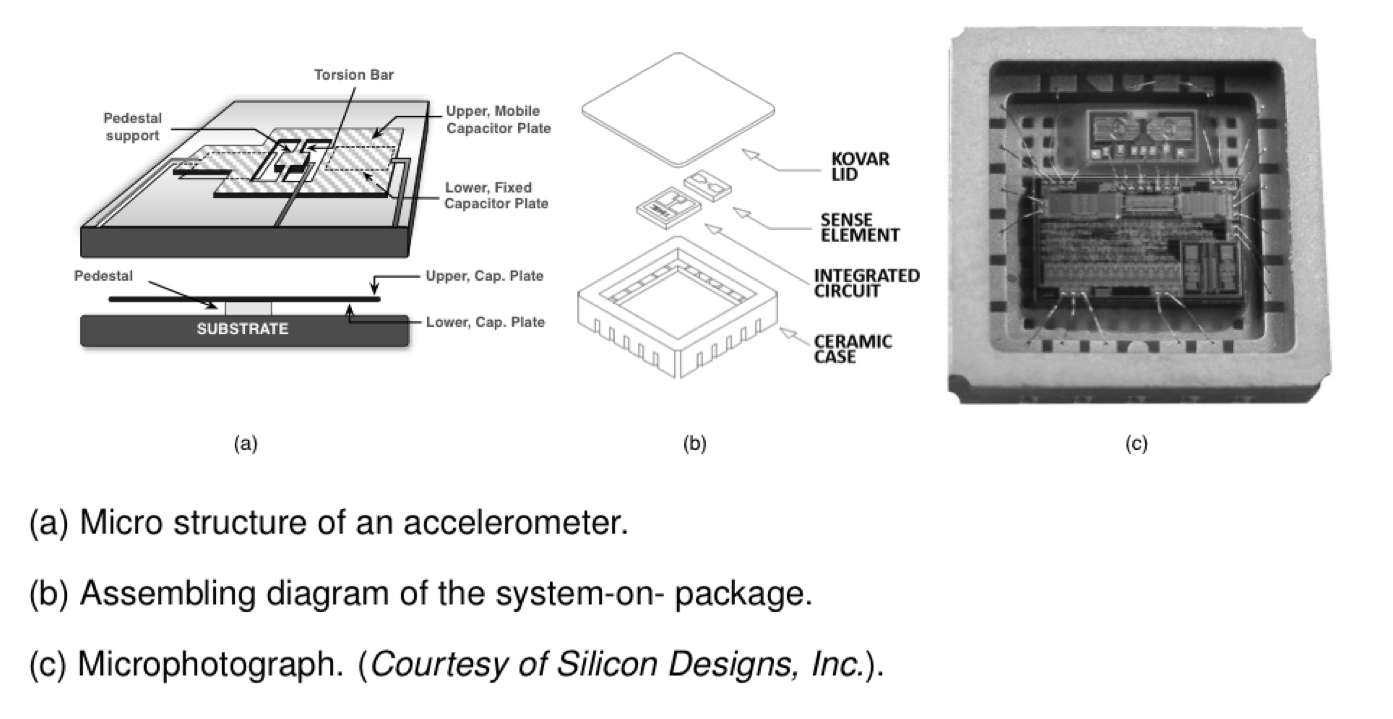 Torsion Bar
Pedestal
support
Upper, Mobile
Capacitor Plate
Lower, Fixed
Capacitor Plate
Pedestal
Upper, Cap. Plate
SUBSTRATE
Lower, Cap. Plate
(a)
KOVAR
LID
SENSE
ELEMENT
INTEGRATED
CIRCUIT
CERAMIC
CASE
(b)
(c)
(a) Micro structure of an accelerometer.
(b) Assembling diagram of the system-on- package.
(c) Microphotograph. (Courtesy of Silicon Designs, Inc.).